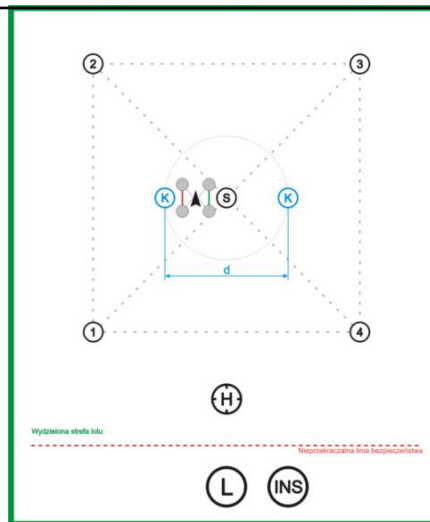 2 3
K S K
d
1 4
H
Wydzielona strefa lotu
Nieprzekraczalna linia bezpieczeństwa
L INS